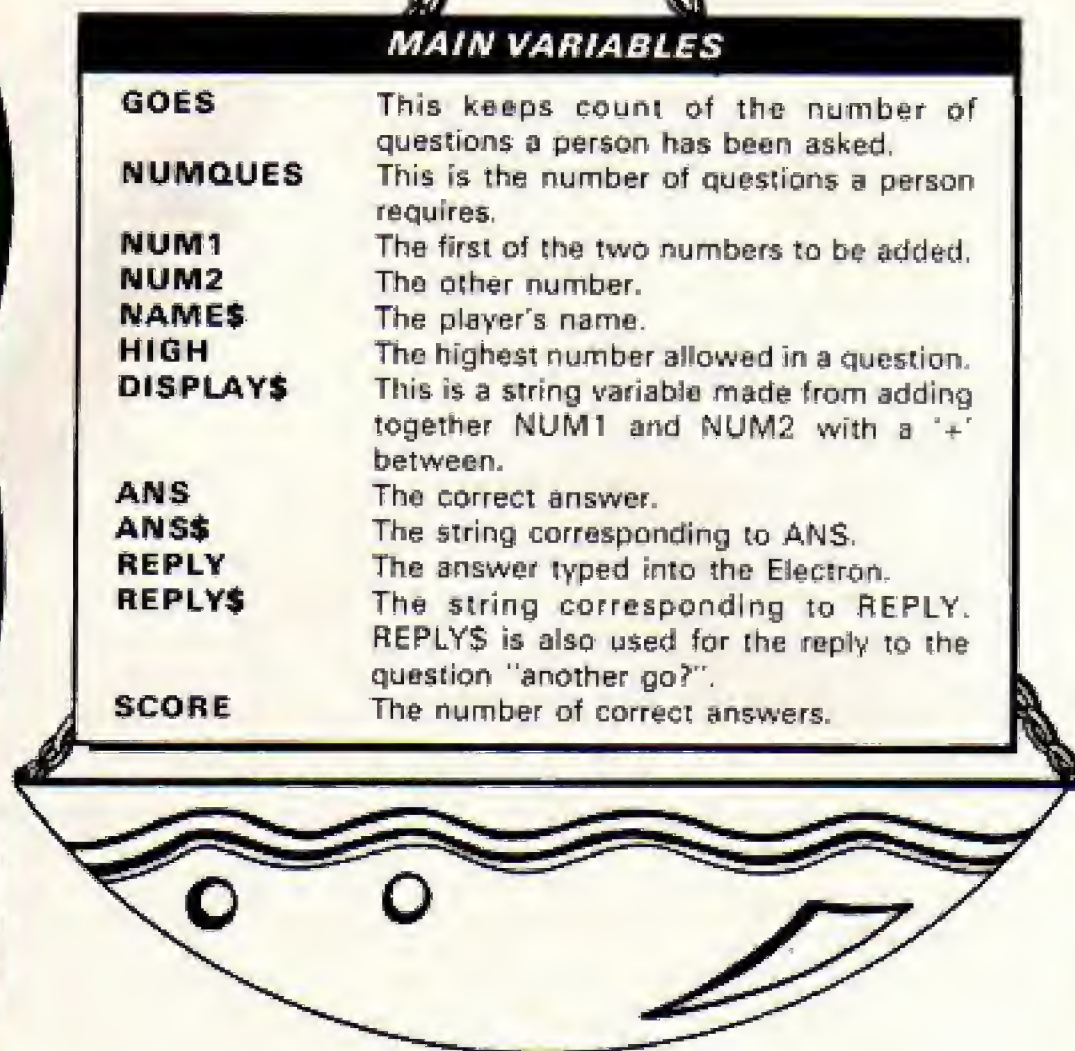 MAIN VARIABLES
GOES This keeps count of the number of
questions a person has been asked.
NUMQUES This is the number of questions a person
requires.
NUM1 The first of the two numbers to be added.
NUM2 The other number.
NAME$ The player's name.
HIGH The highest number allowed in a question.
DISPLAY$ This is a string variable made from adding
together NUM1 and NUM2 with a '+'
between.
ANS The correct answer.
ANS$ The string corresponding to ANS.
REPLY The answer typed into the Electron.
REPLY$ The string corresponding to REPLY.
REPLY$ is also used for the reply to the
question "another go?".
SCORE The number of correct answers.